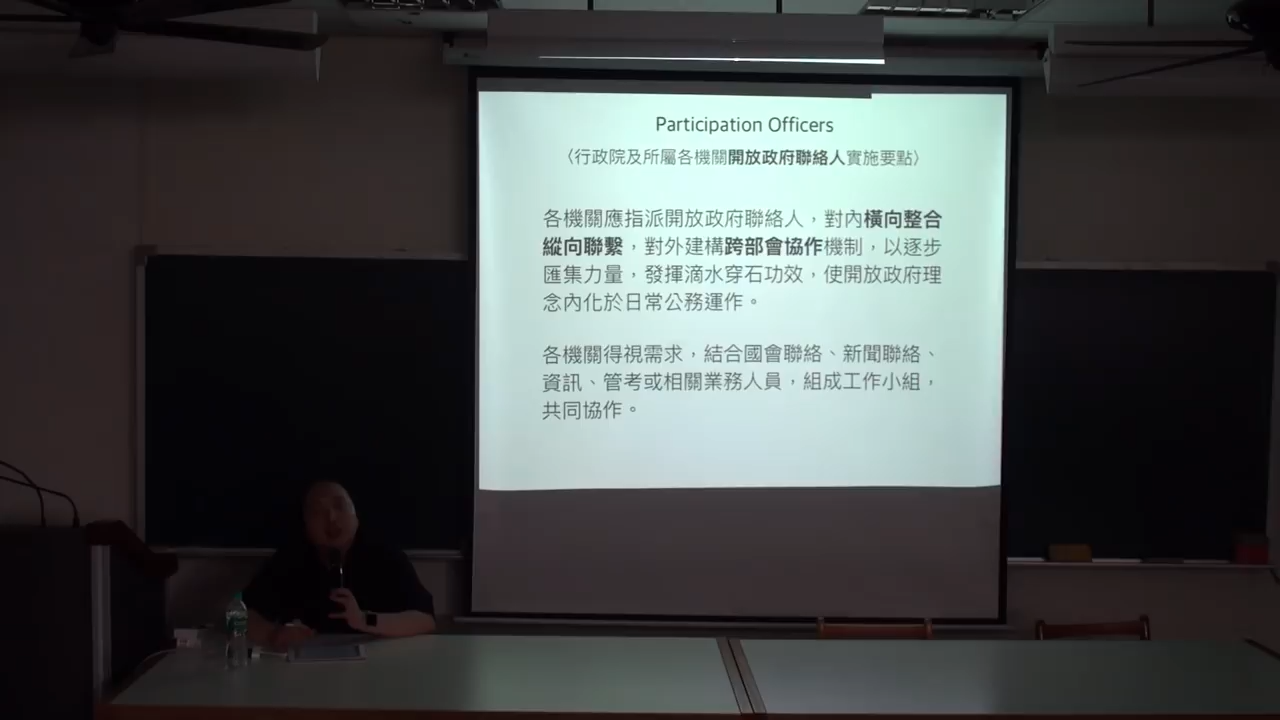 Participation Officers
〈行政院及所屬各機關開放政府聯絡人實施要點〉
各機關應指派開放政府聯絡人，對內橫向整合
縱向聯繫，對外建構跨部會協作機制，以逐步
匯集力量，發揮滴水穿石功效，使開放政府理
念內化於日常公務運作。
各機關得視需求，結合國會聯絡、新聞聯絡、
資訊、管考或相關業務人員，組成工作小組，
共同協作。